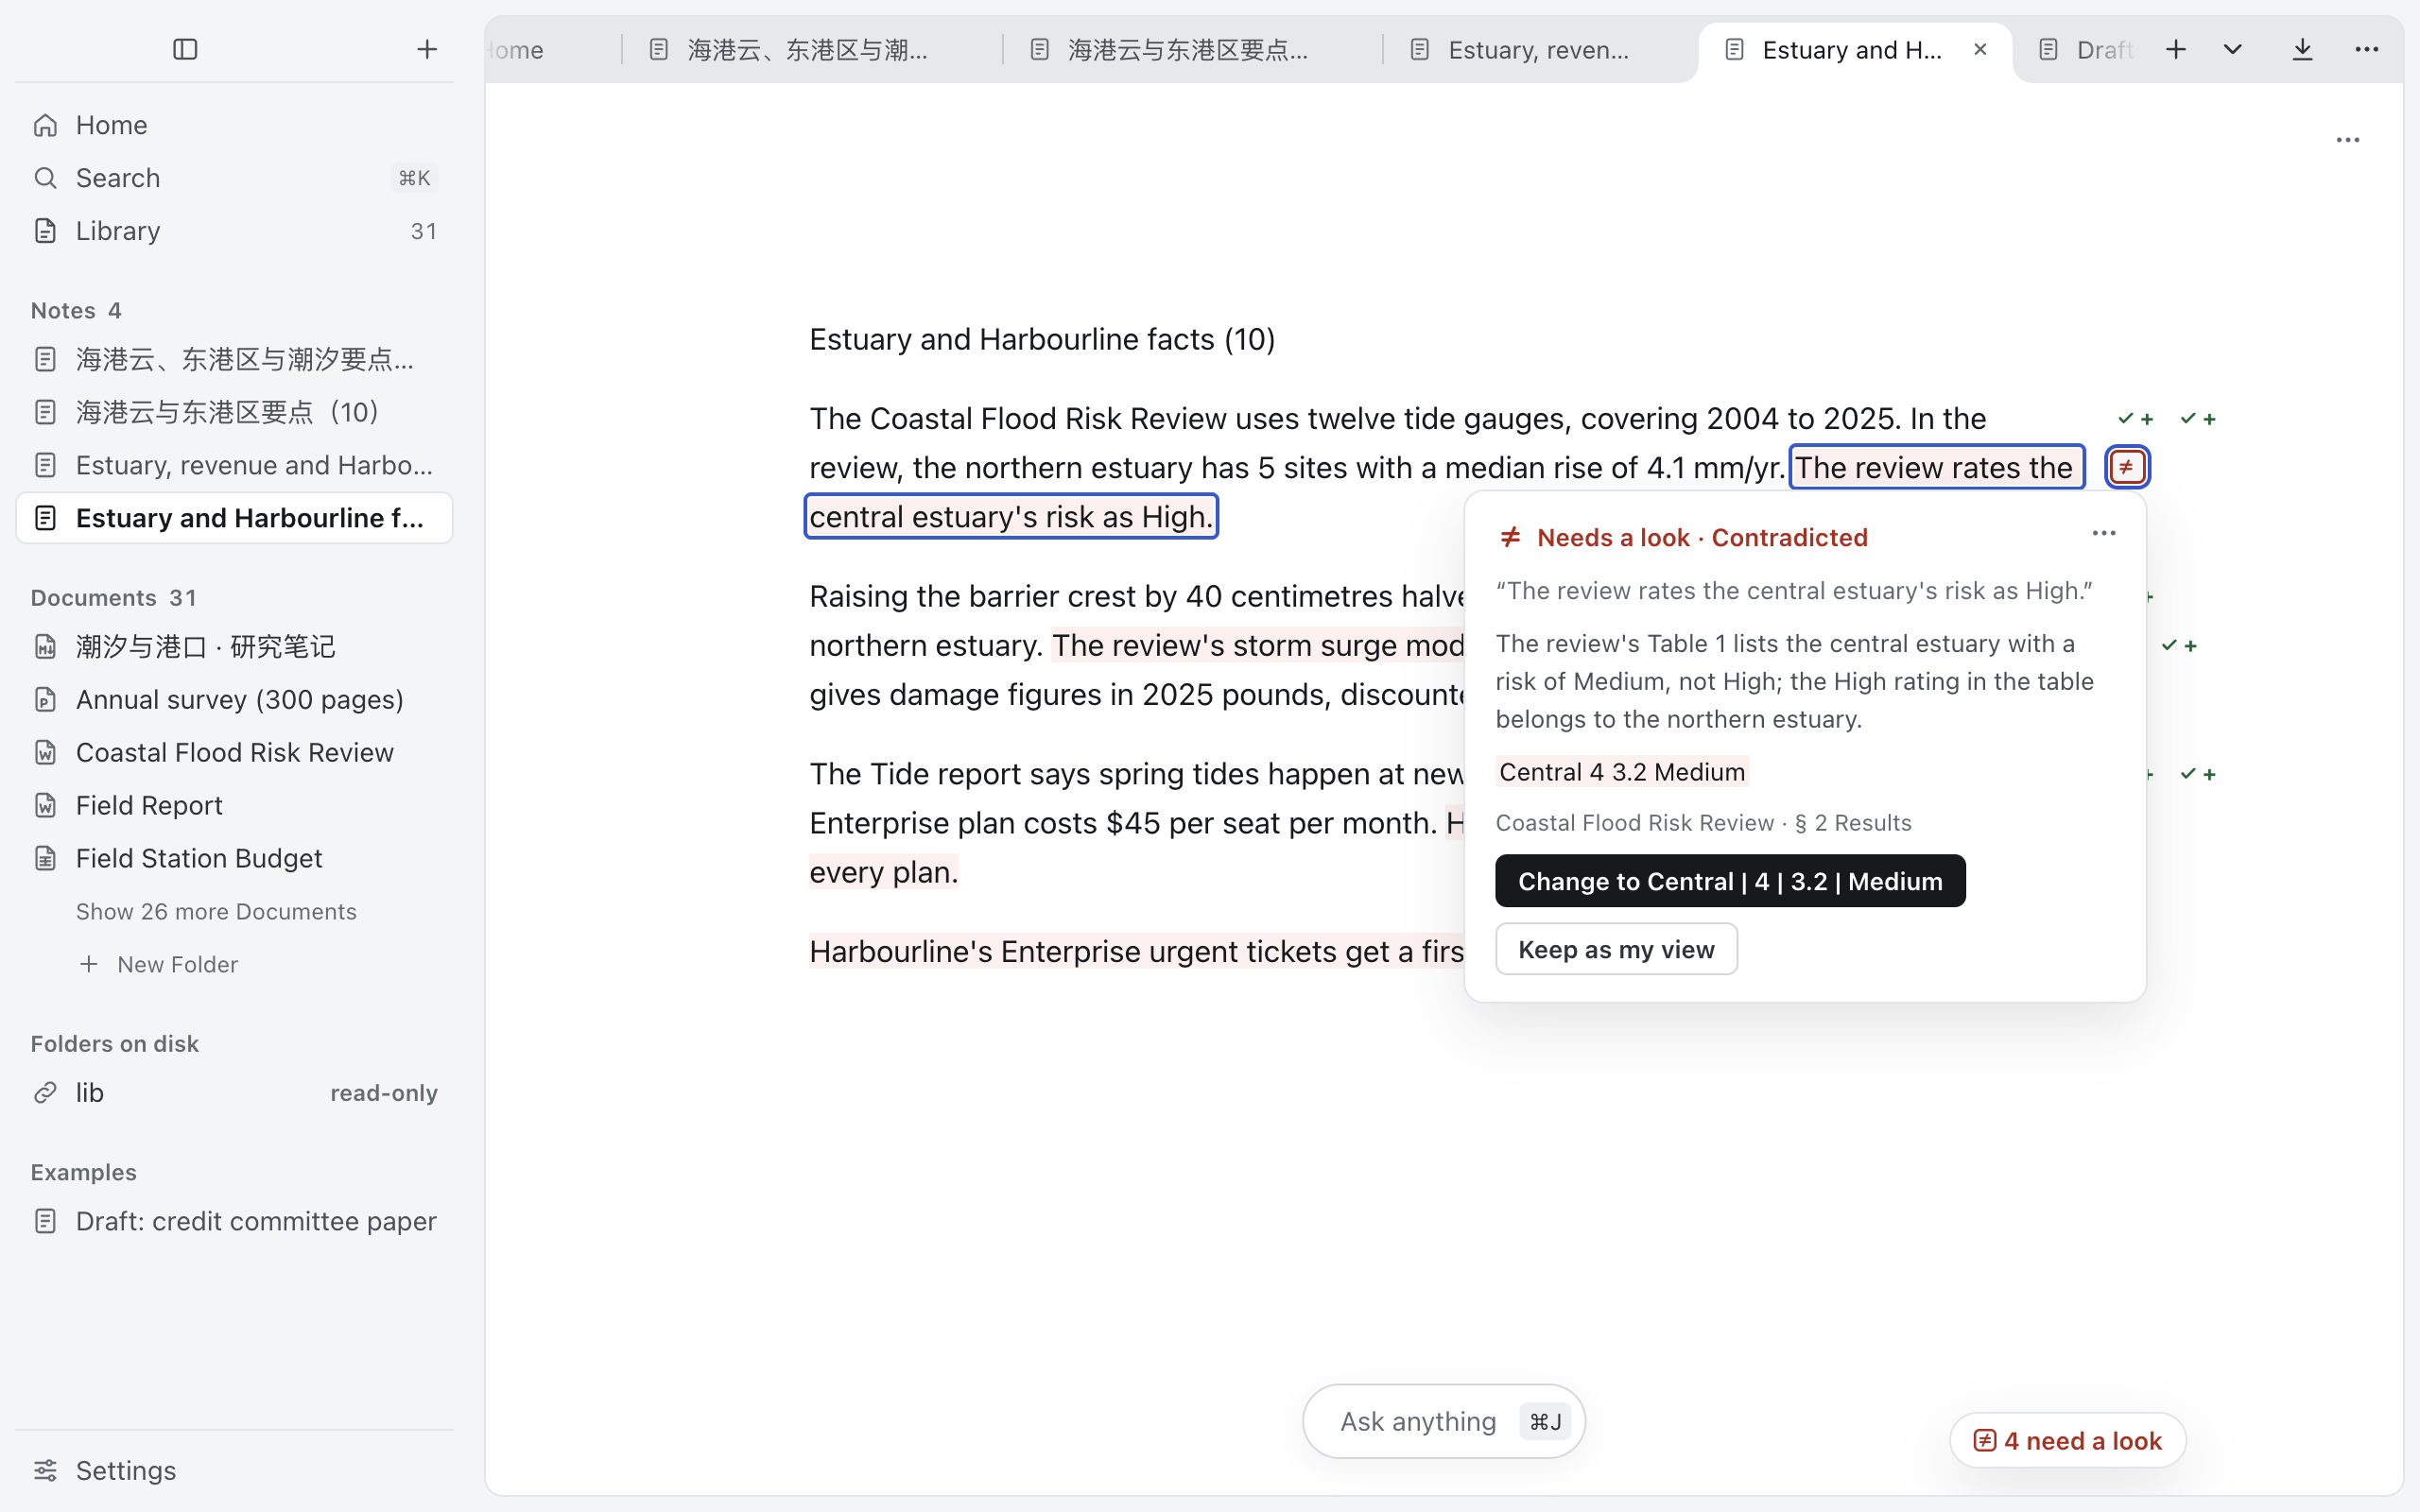 Home
Search ⌘K
Library 31
Notes 4
海港云、东港区与潮汐要点...
海港云与东港区要点（10）
Estuary, revenue and Harbo...
Estuary and Harbourline f...
Documents 31
潮汐与港口 · 研究笔记
Annual survey (300 pages)
Coastal Flood Risk Review
Field Report
Field Station Budget
Show 26 more Documents
New Folder
Folders on disk
lib read-only
Examples
Draft: credit committee paper
Settings
海港云、东港区与潮...
海港云与东港区要点...
Estuary, reven...
Estuary and H...
Draft
Estuary and Harbourline facts (10)
The Coastal Flood Risk Review uses twelve tide gauges, covering 2004 to 2025. In the
review, the northern estuary has 5 sites with a median rise of 4.1 mm/yr. The review rates the
central estuary's risk as High.
Raising the barrier crest by 40 centimetres
northern estuary. The review's storm surge
gives damage figures in 2025 pounds,
The Tide report says spring tides happen at
Enterprise plan costs $45 per seat per month.
every plan.
Harbourline's Enterprise urgent tickets get a
≠ Needs a look · Contradicted
“The review rates the central estuary's risk as High.”
The review's Table 1 lists the central estuary with a
risk of Medium, not High; the High rating in the table
belongs to the northern estuary.
Central 4 3.2 Medium
Coastal Flood Risk Review · § 2 Results
Change to Central | 4 | 3.2 | Medium
Keep as my view
Ask anything ⌘J
4 need a look